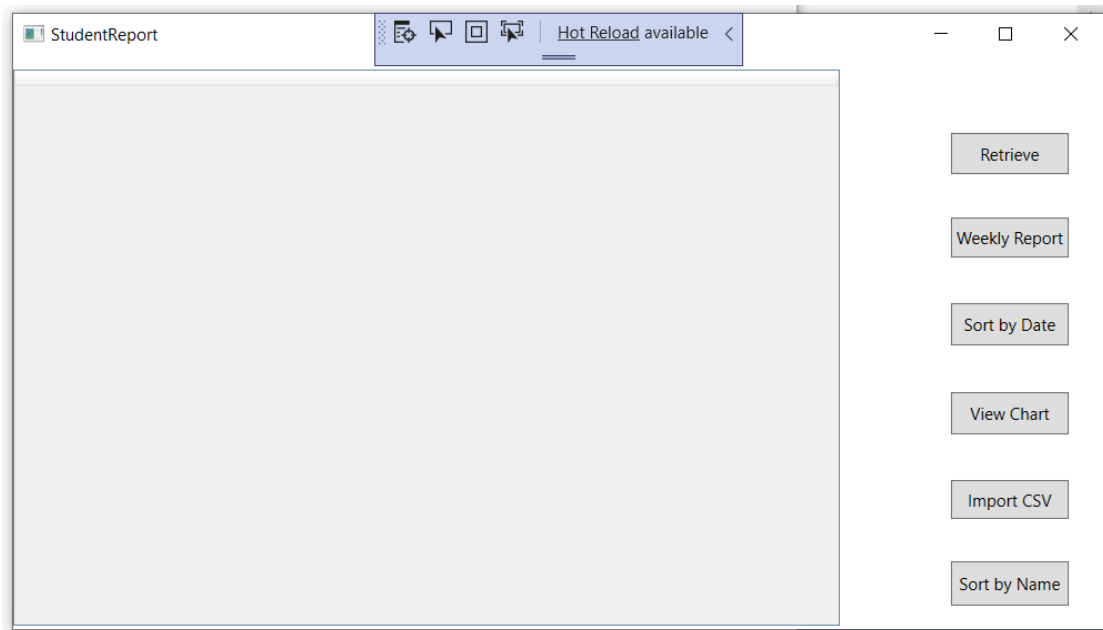 StudentReport
Hot Reload available
Retrieve
Weekly Report
Sort by Date
View Chart
Import CSV
Sort by Name